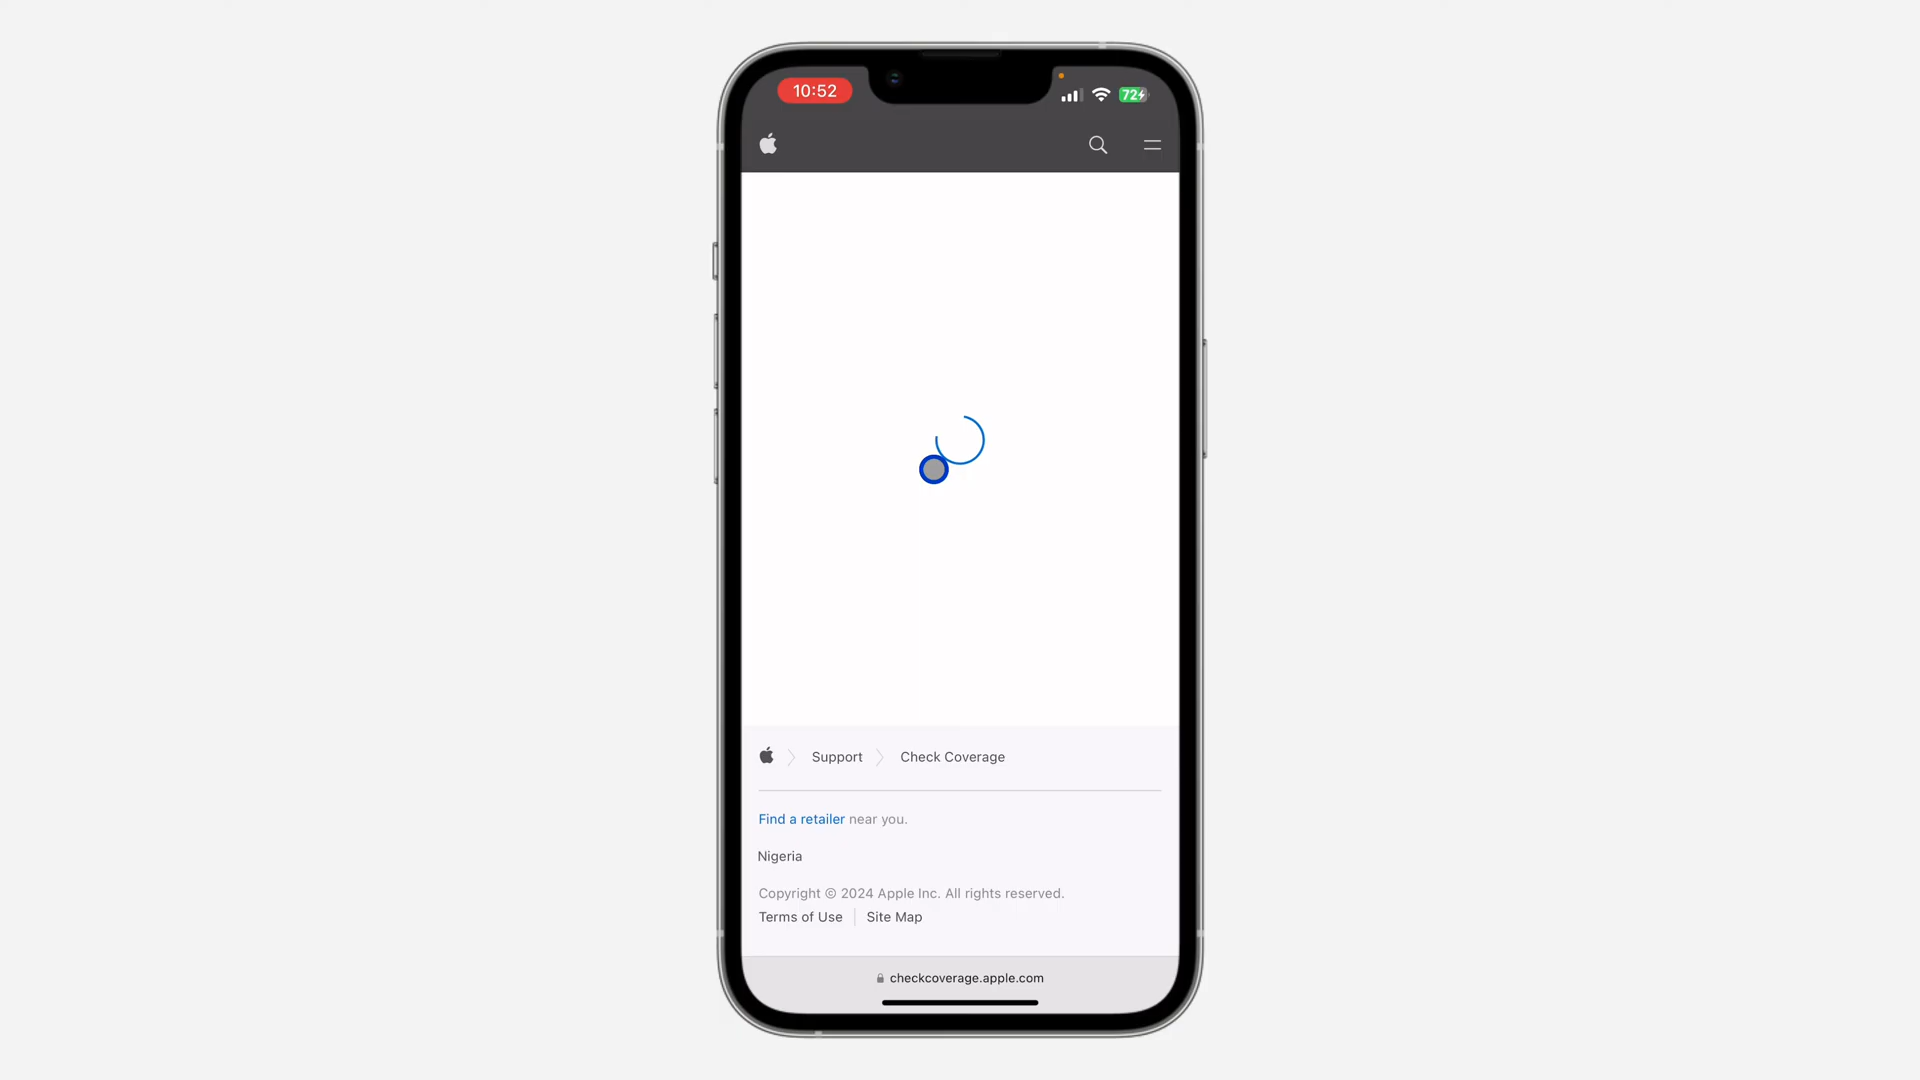 10:52
72
Support
Check Coverage
Find a retailer near you.
Nigeria
Copyright © 2024 Apple Inc. All rights reserved.
Terms of Use
Site Map
checkcoverage.apple.com